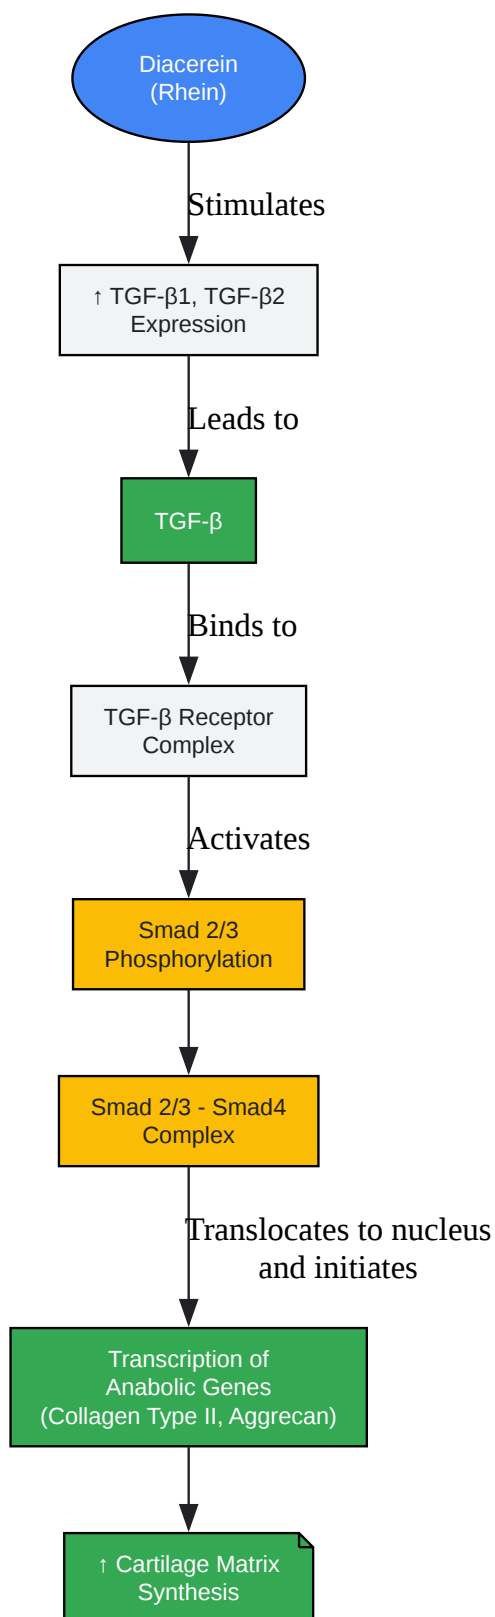 Diacerein
(Rhein)
Stimulates
↑ TGF-β1, TGF-β2
Expression
Leads to
TGF-β
Binds to
TGF-β Receptor
Complex
Activates
Smad 2/3
Phosphorylation
Smad 2/3 - Smad4
Complex
Translocates to nucleus
and initiates
Transcription of
Anabolic Genes
(Collagen Type II, Aggrecan)
↑ Cartilage Matrix
Synthesis